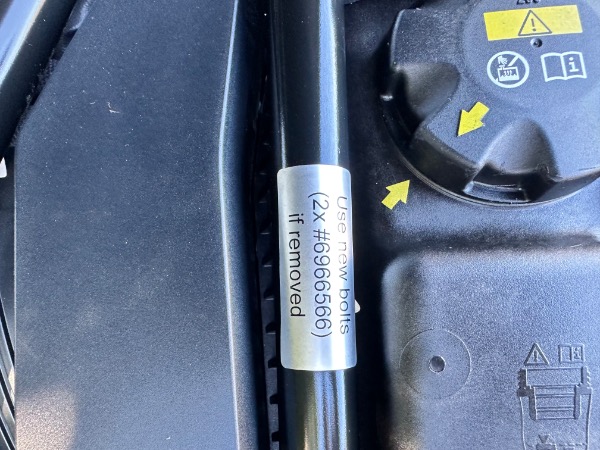 Use new bolts
(2x #6966566)
if removed